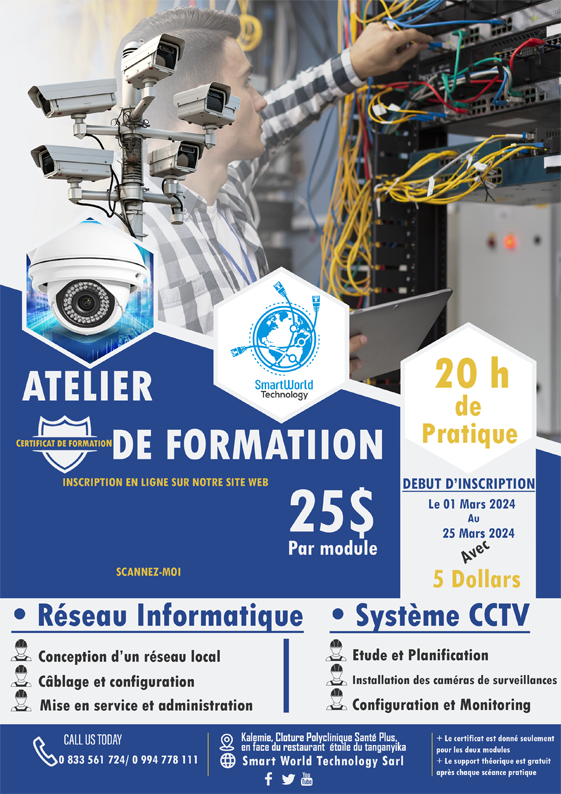 SmartWorld
Technology
ATELIER
CERTIFICAT DE FORMATION
DE FORMATIION
INSCRIPTION EN LIGNE SUR NOTRE SITE WEB
25$
Par module
SCANNEZ-MOI
20 h
de
Pratique
DEBUT D'INSCRIPTION
Le 01 Mars 2024
Au
25 Mars 2024
Avec
5 Dollars
• Réseau Informatique
Conception d'un réseau local
Câblage et configuration
Mise en service et administration
• Système CCTV
Etude et Planification
Installation des caméras de surveillances
Configuration et Monitoring
CALL US TODAY
0 833 561 724/ 0 994 778 111
Kalemie, Cloture Polyclinique Santé Plus,
en face du restaurant étoile du tanganyika
Smart World Technology Sarl
You
Tube
+ Le certificat est donné seulement
pour les deux modules
+ Le support théorique est gratuit
après chaque scéance pratique